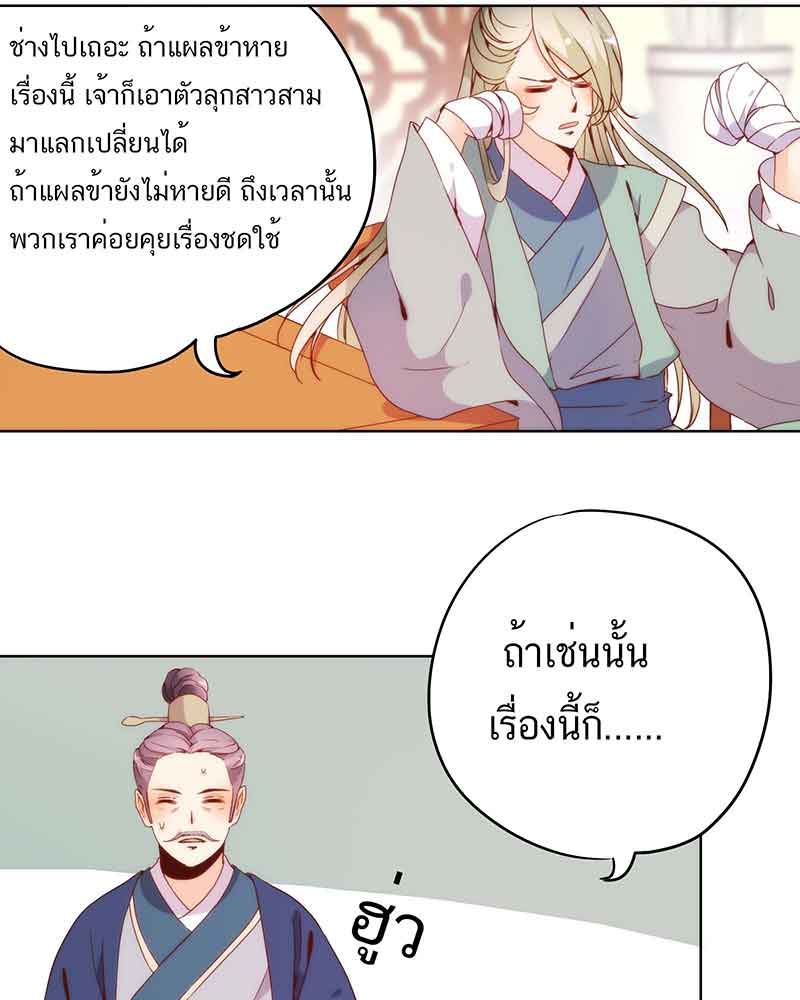 ช่างไปเถอะ ถ้าแผลข้าหาย
เรื่องนี้ เจ้าก็เอาตัวลุกสาวสาม
มาแลกเปลี่ยนได้
ถ้าแผลข้ายังไม่หายดี ถึงเวลานั้น
พวกเราค่อยคุยเรื่องชดใช้
ถ้าเช่นนั้น
เรื่องนี้ก็......
ฮู่ว